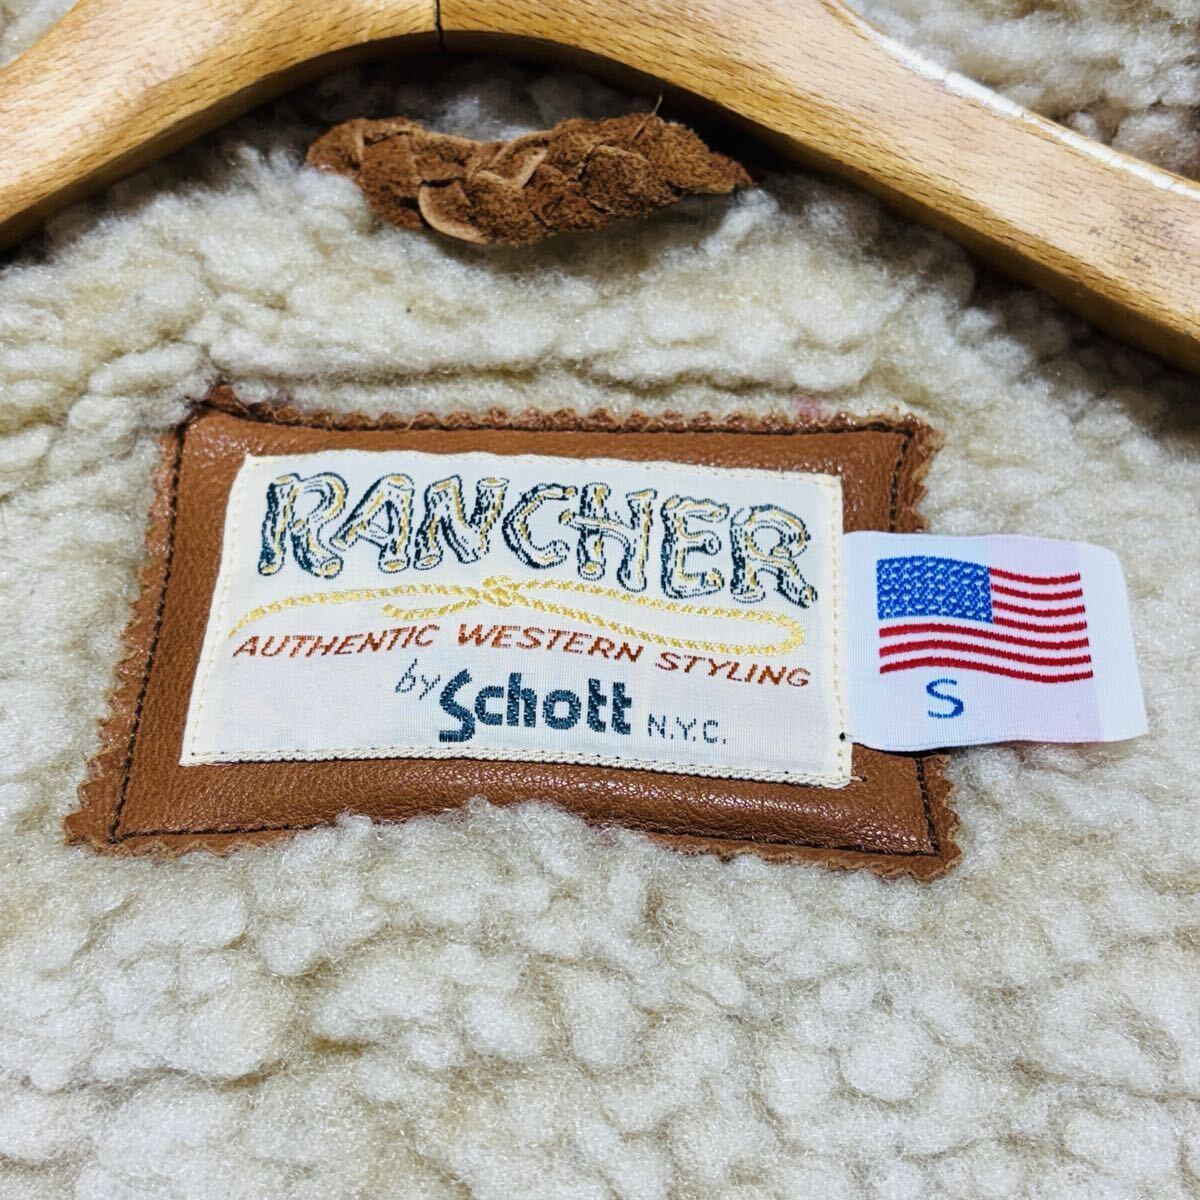 RANCHER
AUTHENTIC WESTERN STYLING
by Schott N.Y.C.
S